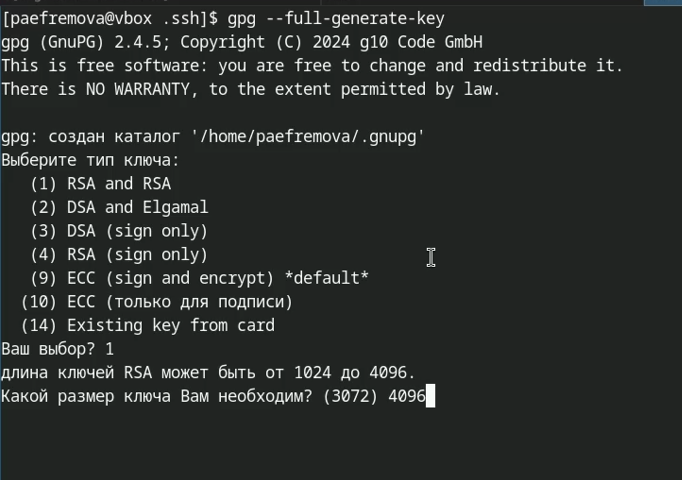 [paefremova@vbox .ssh]$ gpg --full-generate-key
gpg (GnuPG) 2.4.5; Copyright (C) 2024 g10 Code GmbH
This is free software: you are free to change and redistribute it.
There is NO WARRANTY, to the extent permitted by law.
gpg: создан каталог '/home/paefremova/.gnupg'
Выберите тип ключа:
(1) RSA and RSA
(2) DSA and Elgamal
(3) DSA (sign only)
(4) RSA (sign only)
(9) ECC (sign and encrypt) *default*
(10) ECC (только для подписи)
(14) Existing key from card
Ваш выбор? 1
длина ключей RSA может быть от 1024 до 4096.
Какой размер ключа Вам необходим? (3072) 4096